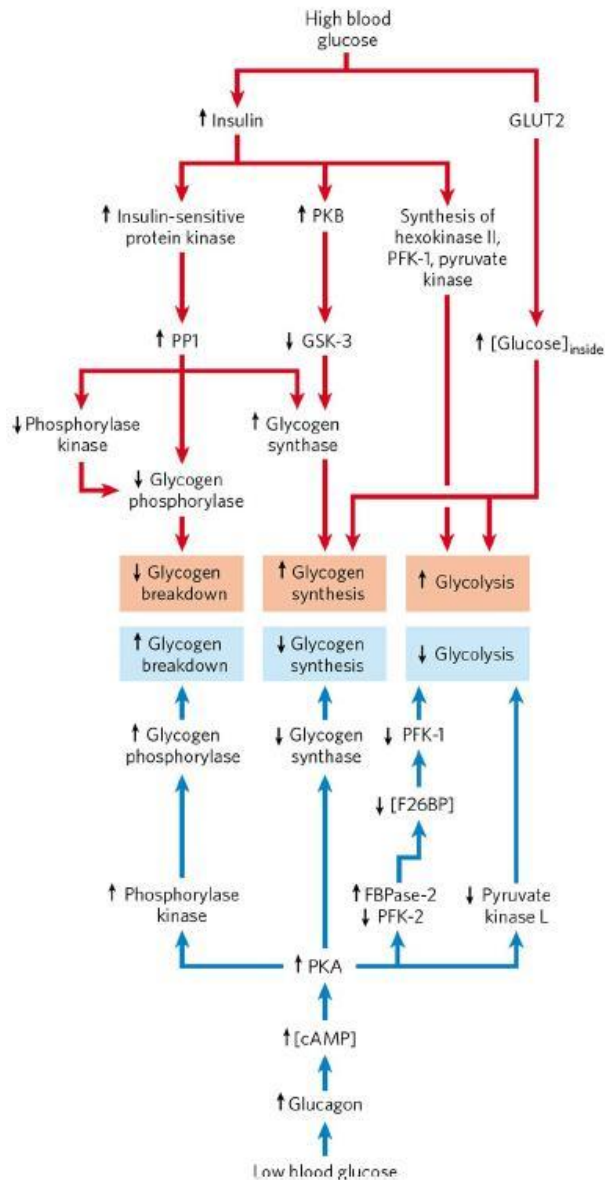 High blood
glucose
↑ Insulin
GLUT2
↑ Insulin-sensitive
protein kinase
↑ PKB
Synthesis of
hexokinase II,
PFK-1, pyruvate
kinase
↑ PP1
↓ GSK-3
↑ [Glucose]inside
↓ Phosphorylase
kinase
↑ Glycogen
synthase
↓ Glycogen
phosphorylase
↓ Glycogen
breakdown
↑ Glycogen
synthesis
↑ Glycolysis
↑ Glycogen
breakdown
↓ Glycogen
synthesis
↓ Glycolysis
↑ Glycogen
phosphorylase
↓ Glycogen
synthase
↓ PFK-1
↓ [F26BP]
↑ Phosphorylase
kinase
↑ FBPase-2
↓ PFK-2
↓ Pyruvate
kinase L
↑ PKA
↑ [cAMP]
↑ Glucagon
Low blood glucose